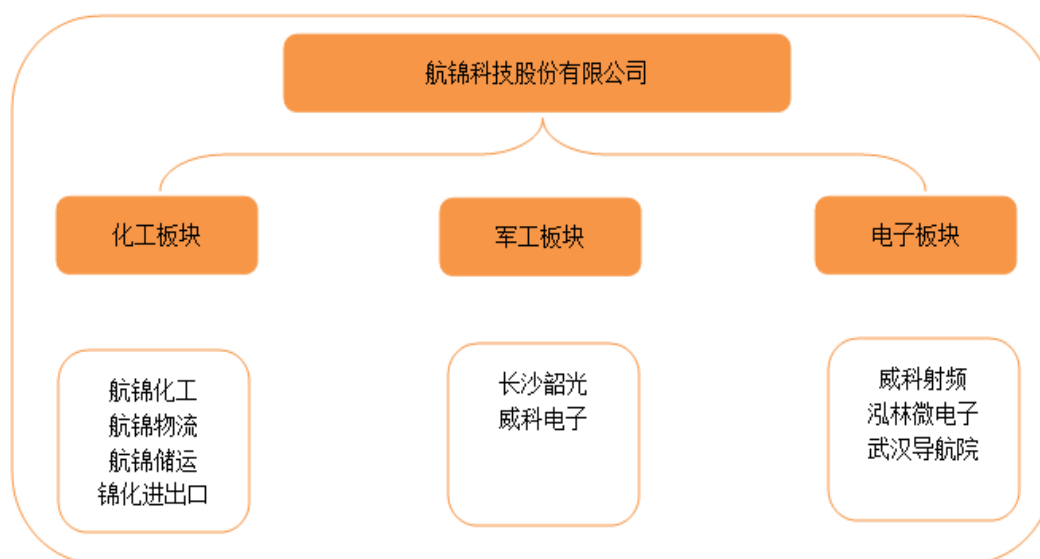 航锦科技股份有限公司
化工板块
军工板块
电子板块
航锦化工
航锦物流
航锦储运
锦化进出口
长沙韶光
威科电子
威科射频
泓林微电子
武汉导航院